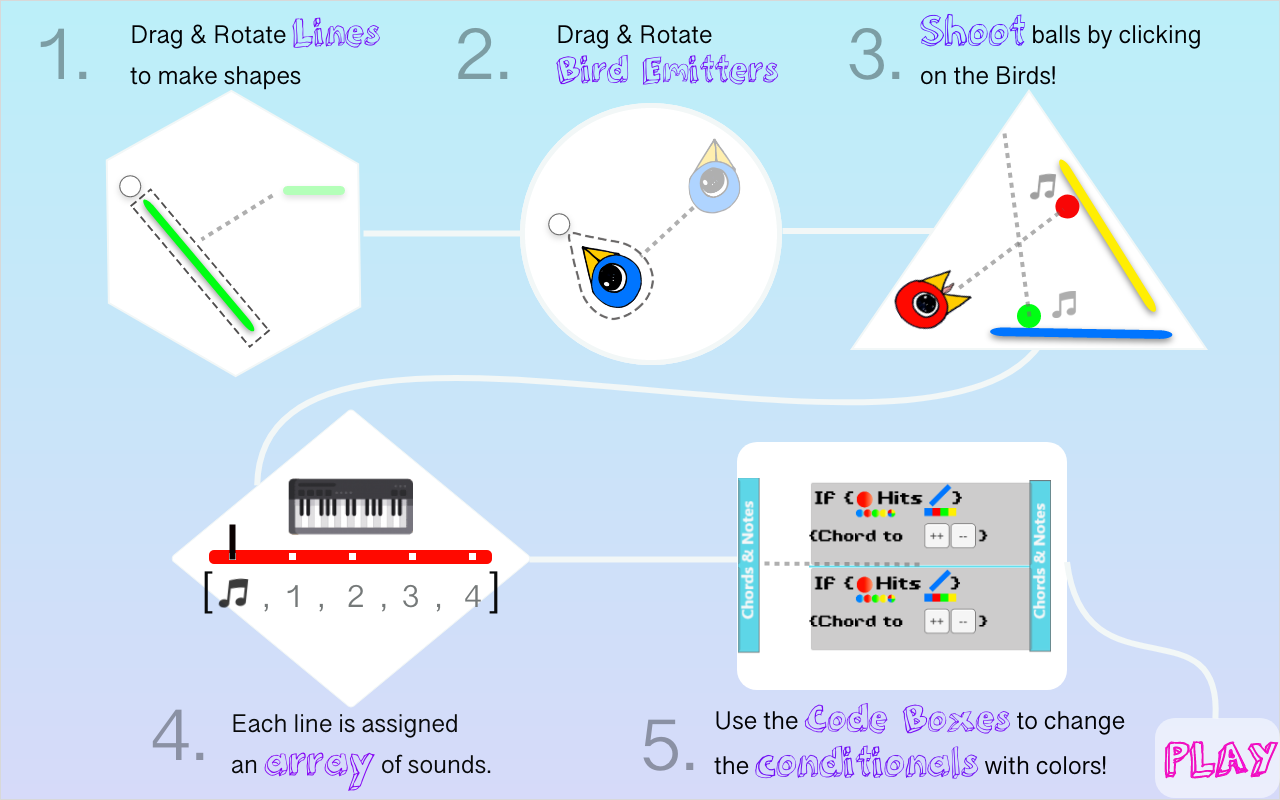 1.
Drag & Rotate Lines
to make shapes
2.
Drag & Rotate
Bird Emitters
3.
Shoot balls by clicking
on the Birds!
[ , 1 , 2 , 3 , 4 ]
4.
Each line is assigned
an array of sounds.
Chords & Notes
If { Hits }
{Chord to ++ -- }
If { Hits }
{Chord to ++ -- }
Chords & Notes
5.
Use the Code Boxes to change
the conditionals with colors!
PLAY